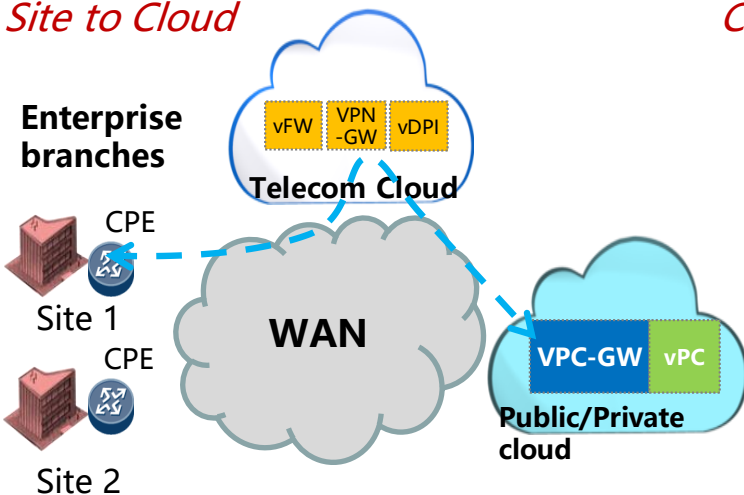 Site to Cloud
C
Enterprise
branches
vFW
VPN
-GW
vDPI
Telecom Cloud
CPE
Site 1
WAN
CPE
Site 2
VPC-GW
vPC
Public/Private
cloud